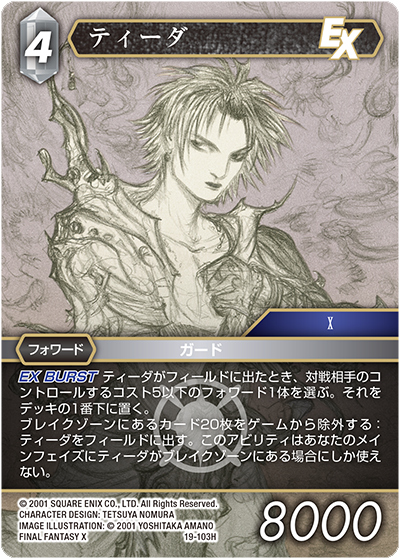 4
ティーダ
EX
X
フォワード
ガード
EX BURST ティーダがフィールドに出たとき、対戦相手のコ
ントロールするコスト5以下のフォワード1体を選ぶ。それを
デッキの1番下に置く。
ブレイクゾーンにあるカード20枚をゲームから除外する：
ティーダをフィールドに出す。このアビリティはあなたのメイ
ンフェイズにティーダがブレイクゾーンにある場合にしか使え
ない。
© 2001 SQUARE ENIX CO., LTD. All Rights Reserved.
CHARACTER DESIGN: TETSUYA NOMURA
IMAGE ILLUSTRATION: © 2001 YOSHITAKA AMANO
FINAL FANTASY X 19-103H
8000